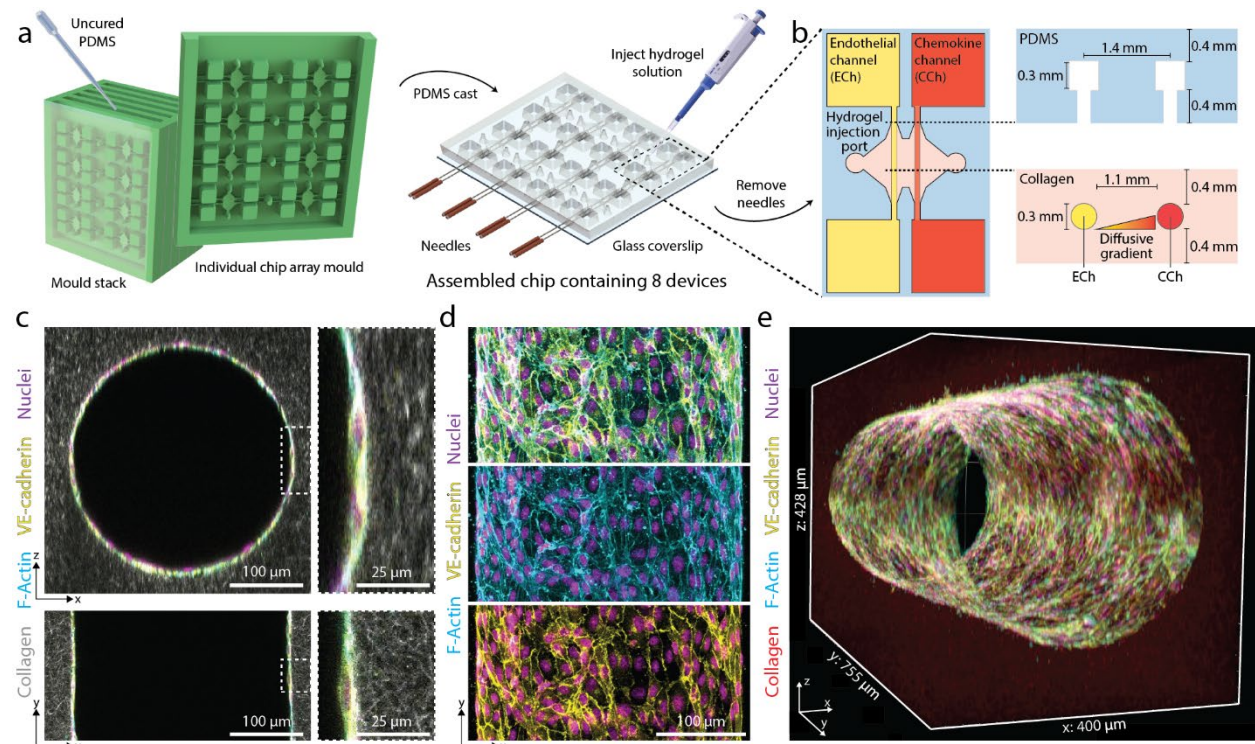 a
Uncured
PDMS
Mould stack
Individual chip array mould
PDMS cast
Inject hydrogel
solution
Needles
Glass coverslip
Assembled chip containing 8 devices
Remove
needles
b
Endothelial
channel
(ECh)
Chemokine
channel
(CCh)
Hydrogel
injection
port
PDMS
1.4 mm
0.4 mm
0.3 mm
0.4 mm
Collagen
1.1 mm
0.4 mm
0.3 mm
Diffusive
gradient
0.4 mm
ECh
CCh
c
Collagen F-Actin VE-cadherin Nuclei
z
x
100 µm
25 µm
y
100 µm
25 µm
d
F-Actin VE-cadherin Nuclei
y
100 µm
e
Collagen F-Actin VE-cadherin Nuclei
z: 428 µm
y: 755 µm
x: 400 µm
z
x
y